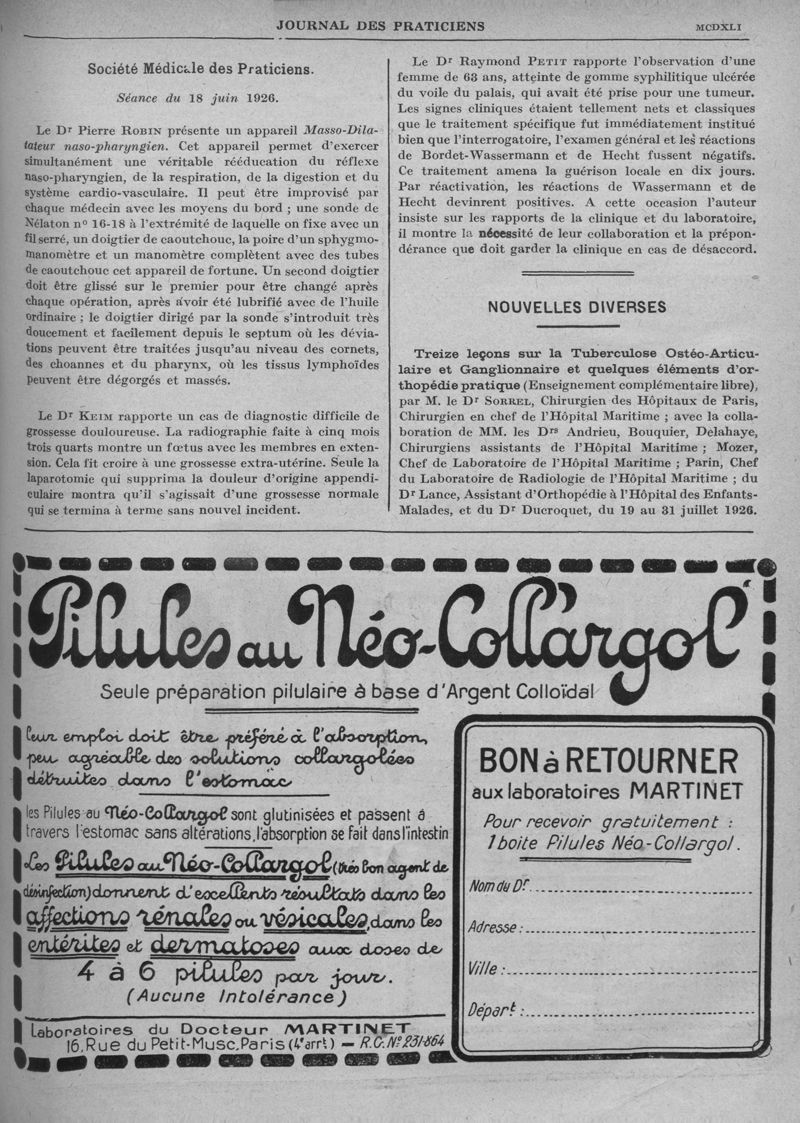 JOURNAL DES PRATICIENS
MCDXLI
Société Médicale des Praticiens.
Séance du 18 juin 1926.
Le Dr Pierre ROBIN présente un appareil Masso-Dila-
tateur naso-pharyngien. Cet appareil permet d'exercer
simultanément une véritable rééducation du réflexe
naso-pharyngien, de la respiration, de la digestion et du
système cardio-vasculaire. Il peut être improvisé par
chaque médecin avec les moyens du bord ; une sonde de
Nélaton n° 16-18 à l'extrémité de laquelle on fixe avec un
fil serré, un doigtier de caoutchouc, la poire d'un sphygmo-
manomètre et un manomètre complètent avec des tubes
de caoutchouc cet appareil de fortune. Un second doigtier
doit être glissé sur le premier pour être changé après
chaque opération, après avoir été lubrifié avec de l'huile
ordinaire ; le doigtier dirigé par la sonde s'introduit très
doucement et facilement depuis le septum où les dévia-
tions peuvent être traitées jusqu'au niveau des cornets,
des choannes et du pharynx, où les tissus lymphoïdes
peuvent être dégorgés et massés.
Le Dr KEIM rapporte un cas de diagnostic difficile de
grossesse douloureuse. La radiographie faite à cinq mois
trois quarts montre un fœtus avec les membres en exten-
sion. Cela fit croire à une grossesse extra-utérine. Seule la
laparotomie qui supprima la douleur d'origine appendi-
culaire montra qu'il s'agissait d'une grossesse normale
qui se termina à terme sans nouvel incident.
Le Dr Raymond PETIT rapporte l'observation d'une
femme de 63 ans, atteinte de gomme syphilitique ulcérée
du voile du palais, qui avait été prise pour une tumeur.
Les signes cliniques étaient tellement nets et classiques
que le traitement spécifique fut immédiatement institué
bien que l'interrogatoire, l'examen général et les réactions
de Bordet-Wassermann et de Hecht fussent négatifs.
Ce traitement amena la guérison locale en dix jours.
Par réactivation, les réactions de Wassermann et de
Hecht devinrent positives. A cette occasion l'auteur
insiste sur les rapports de la clinique et du laboratoire,
il montre la nécessité de leur collaboration et la prépon-
dérance que doit garder la clinique en cas de désaccord.
NOUVELLES DIVERSES
Treize leçons sur la Tuberculose Ostéo-Articu-
laire et Ganglionnaire et quelques éléments d'or-
thopédie pratique (Enseignement complémentaire libre),
par M. le Dr SORREL, Chirurgien des Hôpitaux de Paris,
Chirurgien en chef de l'Hôpital Maritime ; avec la colla-
boration de MM. les Drs Andrieu, Bouquier, Delahaye,
Chirurgiens assistants de l'Hôpital Maritime ; Mozer,
Chef de Laboratoire de l'Hôpital Maritime ; Parin, Chef
du Laboratoire de Radiologie de l'Hôpital Maritime ; du
Dr Lance, Assistant d'Orthopédie à l'Hôpital des Enfants-
Malades, et du Dr Ducroquet, du 19 au 31 juillet 1926.
Pilules au Néo-Collargol
Seule préparation pilulaire à base d'Argent Colloïdal
leur emploi doit être préféré à l'absorption,
peu agréable des solutions collargolées
détruites dans l'estomac
les Pilules au Néo-Collargol sont glutinisées et passent à
travers l'estomac sans altérations, l'absorption se fait dans l'intestin
Les Pilules au Néo-Collargol (très bon agent de
désinfection) donnent d'excellents résultats dans les
affections rénales ou vésicales, dans les
entérites et dermatoses aux doses de
4 à 6 pilules par jour.
(Aucune Intolérance)
Laboratoires du Docteur MARTINET
16, Rue du Petit-Musc, Paris (4e arrt) — R.C. No 231-864
BON à RETOURNER
aux laboratoires MARTINET
Pour recevoir gratuitement :
1 boite Pilules Néo-Collargol.
Nom du Dr
Adresse :
Ville :
Départ :